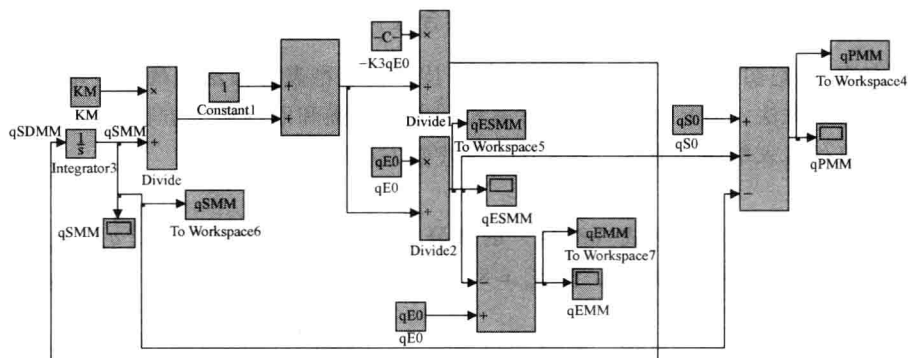 KM
×
KM
qSDMM
1
s
qSMM
Integrator3
+
Divide
qSMM
qSMM
To Workspace6
1
Constant1
+
+
−C−
−K3qE0
×
+
Divide1
qE0
qE0
×
+
Divide2
qESMM
To Workspace5
qESMM
−
+
qE0
qE0
qEMM
To Workspace7
qEMM
qS0
qS0
+
−
−
qPMM
To Workspace4
qPMM